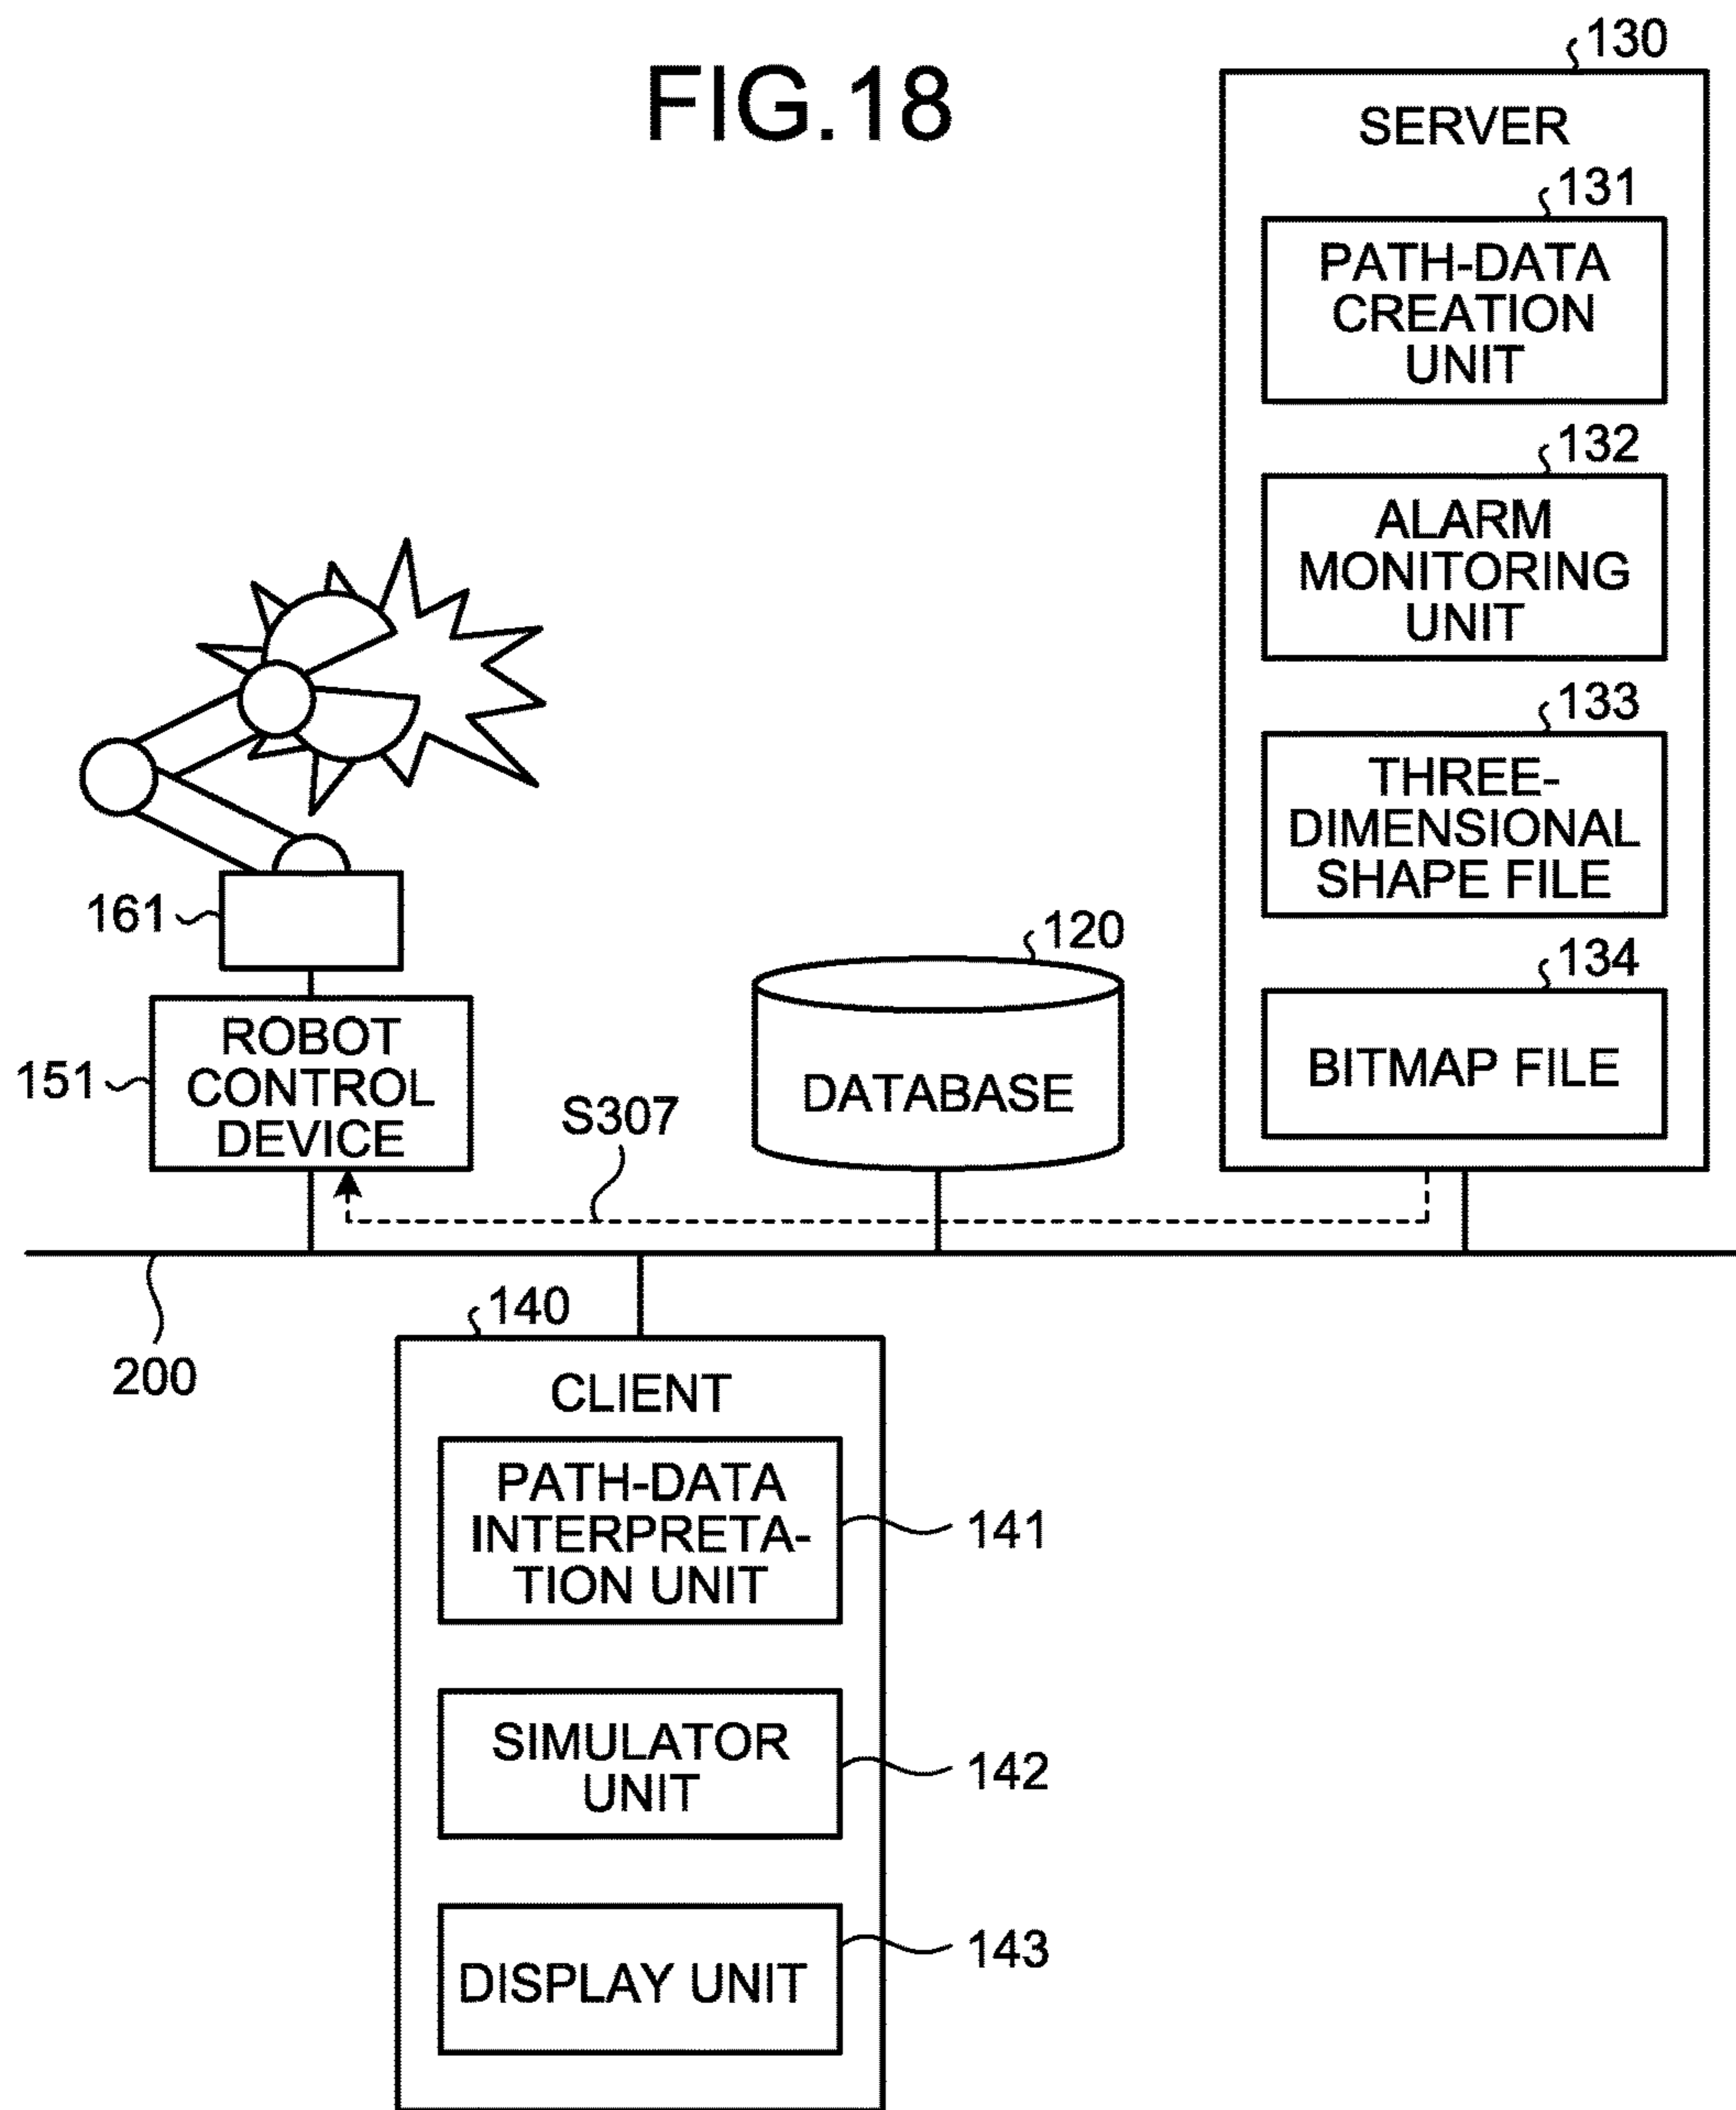 FIG.18
130
SERVER
131
PATH-DATA
CREATION
UNIT
132
ALARM
MONITORING
UNIT
133
THREE-
DIMENSIONAL
SHAPE FILE
134
BITMAP FILE
161
151
ROBOT
CONTROL
DEVICE
120
DATABASE
S307
200
140
CLIENT
PATH-DATA
INTERPRETA-
TION UNIT
141
SIMULATOR
UNIT
142
DISPLAY UNIT
143